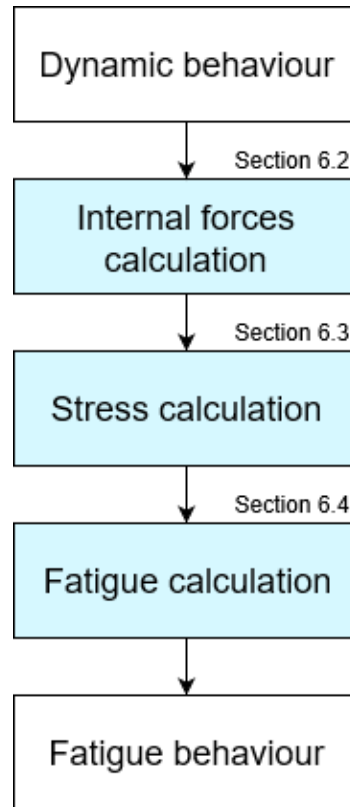 Dynamic behaviour
Section 6.2
Internal forces
calculation
Section 6.3
Stress calculation
Section 6.4
Fatigue calculation
Fatigue behaviour